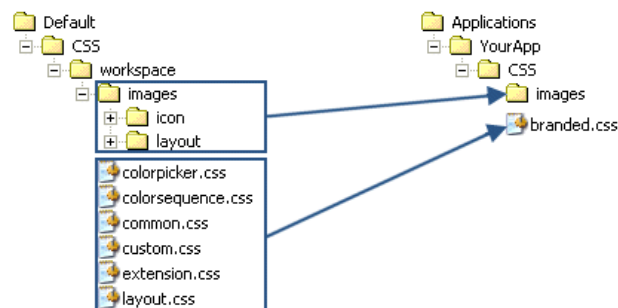 Default
CSS
workspace
images
icon
layout
colorpicker.css
colorsequence.css
common.css
custom.css
extension.css
layout.css
Applications
YourApp
CSS
images
branded.css